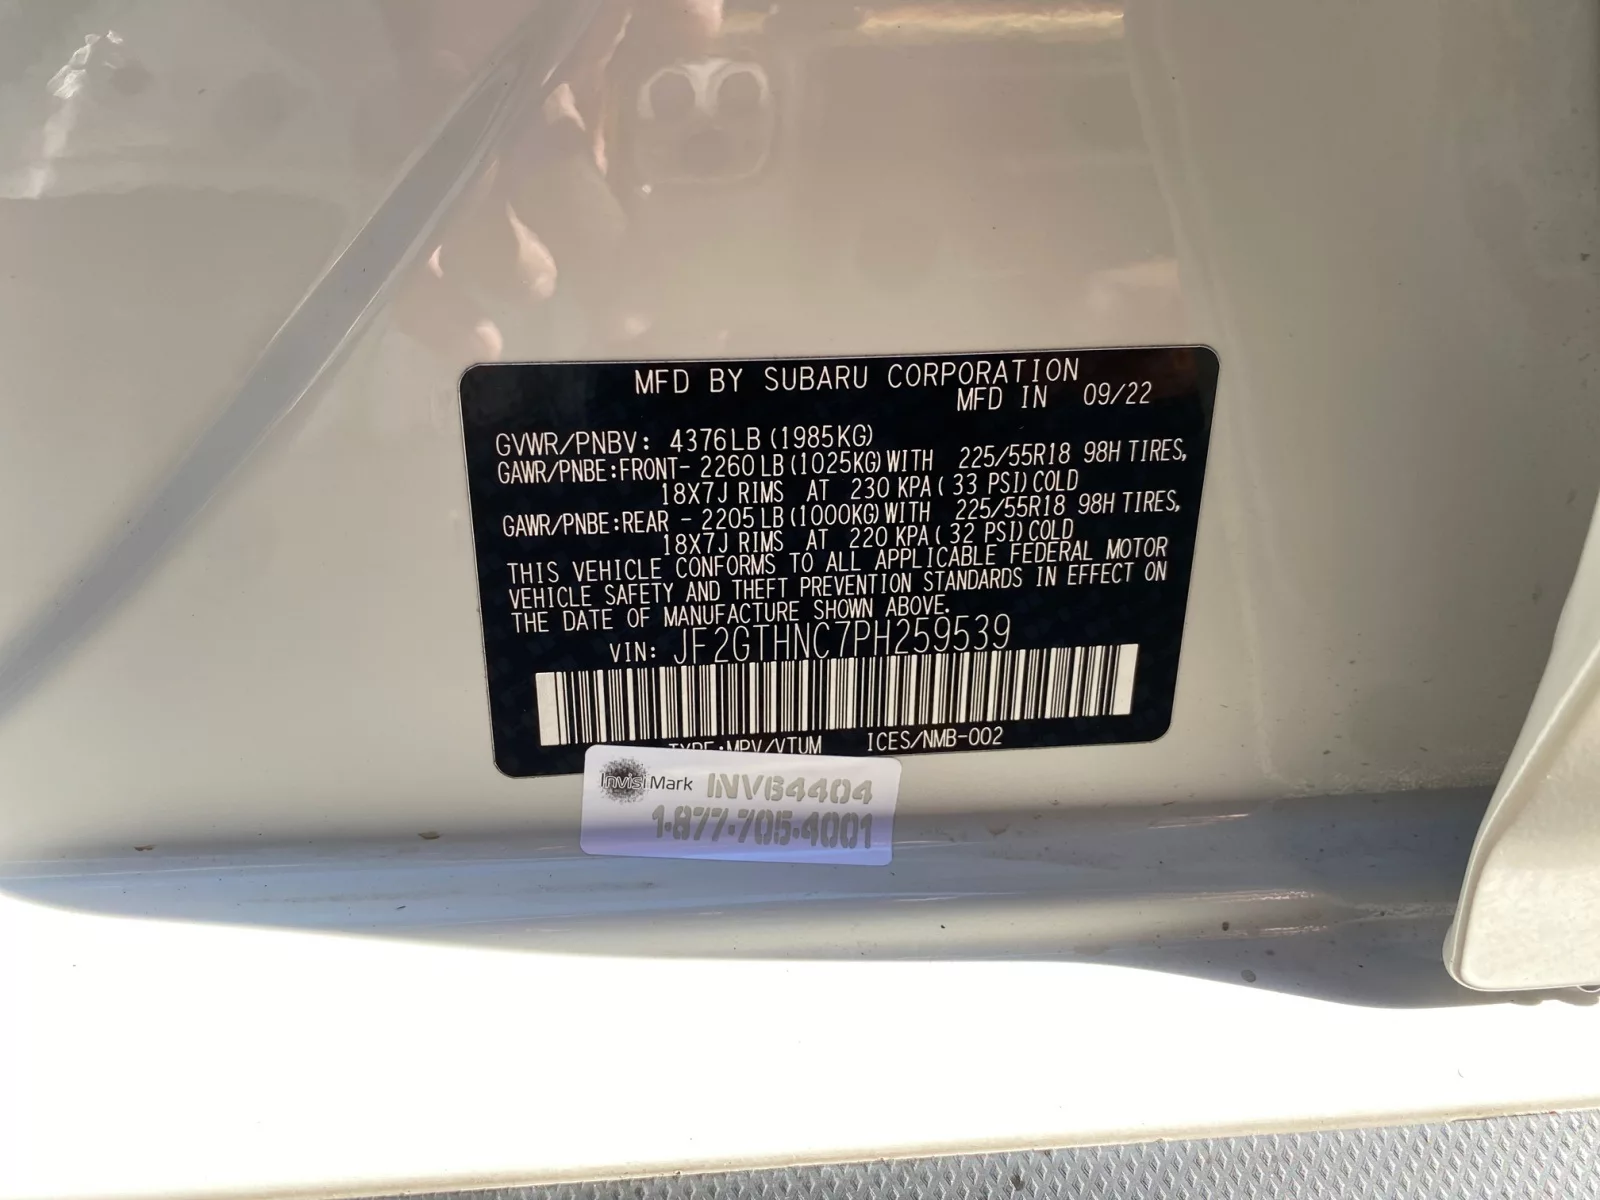 MFD BY SUBARU CORPORATION
MFD IN 09/22
GVWR/PNBV: 4376LB (1985KG)
GAWR/PNBE:FRONT- 2260LB (1025KG) WITH 225/55R18 98H TIRES,
18X7J RIMS AT 230 KPA( 33 PSI) COLD
GAWR/PNBE:REAR - 2205LB (1000KG) WITH 225/55R18 98H TIRES,
18X7J RIMS AT 220 KPA( 32 PSI) COLD
THIS VEHICLE CONFORMS TO ALL APPLICABLE FEDERAL MOTOR
VEHICLE SAFETY AND THEFT PREVENTION STANDARDS IN EFFECT ON
THE DATE OF MANUFACTURE SHOWN ABOVE.
VIN: JF2GTHNC7PH259539
TYPE:MPV/VTUM ICES/NMB-002
InvisiMark INV64404
1-877-705-4001